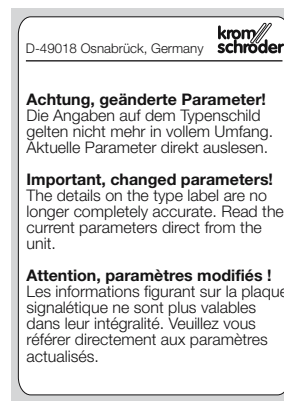 D-49018 Osnabrück, Germany krom//
schröder
Achtung, geänderte Parameter!
Die Angaben auf dem Typenschild
gelten nicht mehr in vollem Umfang.
Aktuelle Parameter direkt auslesen.
Important, changed parameters!
The details on the type label are no
longer completely accurate. Read the
current parameters direct from the
unit.
Attention, paramètres modifiés !
Les informations figurant sur la plaque
signalétique ne sont plus valables
dans leur intégralité. Veuillez vous
référer directement aux paramètres
actualisés.